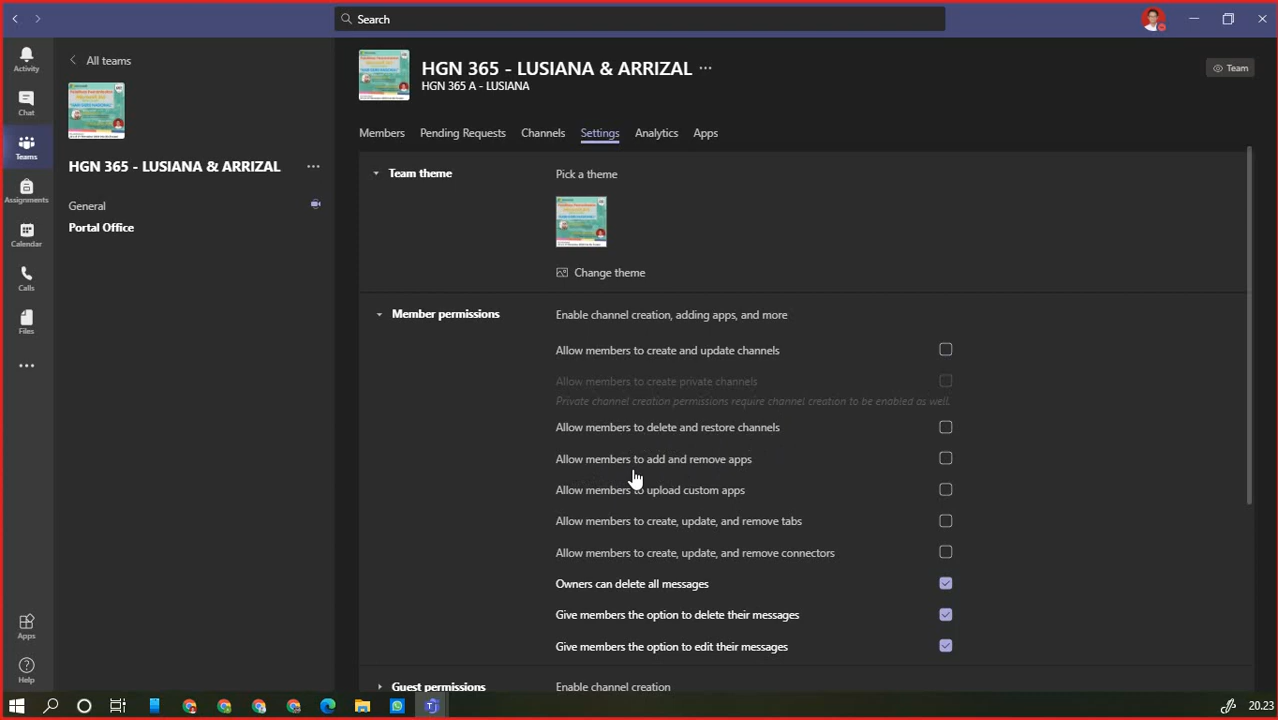 Search
Activity
Chat
Teams
Assignments
Calendar
Calls
Files
Apps
Help
All teams
HGN 365 - LUSIANA & ARRIZAL
General
Portal Office
HGN 365 - LUSIANA & ARRIZAL
HGN 365 A - LUSIANA
Team
Members Pending Requests Channels Settings Analytics Apps
Team theme Pick a theme
Change theme
Member permissions Enable channel creation, adding apps, and more
Allow members to create and update channels
Allow members to create private channels
Private channel creation permissions require channel creation to be enabled as well.
Allow members to delete and restore channels
Allow members to add and remove apps
Allow members to upload custom apps
Allow members to create, update, and remove tabs
Allow members to create, update, and remove connectors
Owners can delete all messages
Give members the option to delete their messages
Give members the option to edit their messages
Guest permissions Enable channel creation
20.23